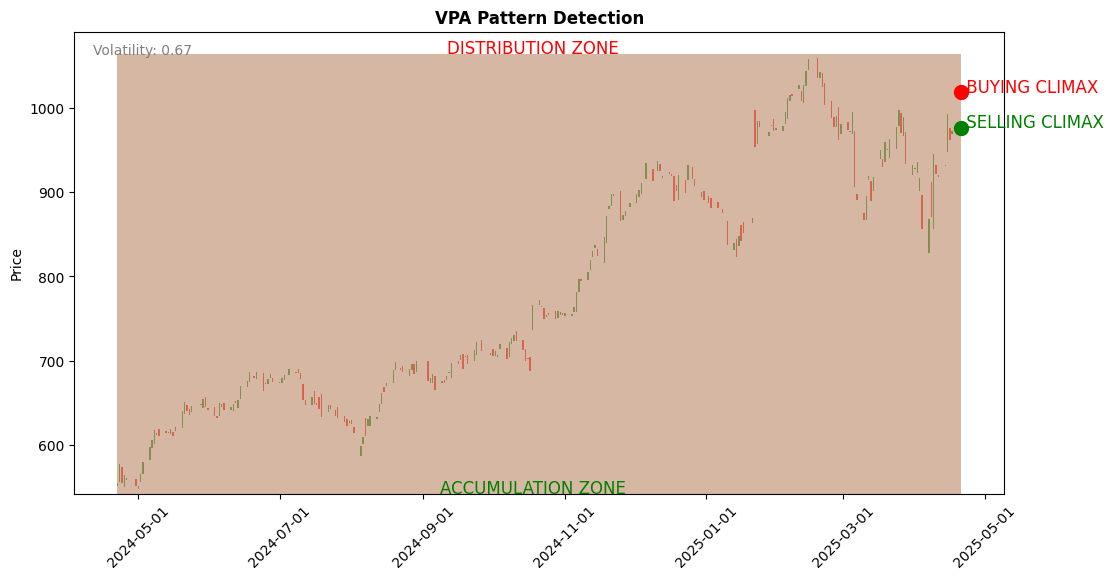 VPA Pattern Detection
Volatility: 0.67
DISTRIBUTION ZONE
BUYING CLIMAX
SELLING CLIMAX
1000
900
800
700
600
Price
ACCUMULATION ZONE
2024-05-01
2024-07-01
2024-09-01
2024-11-01
2025-01-01
2025-03-01
2025-05-01